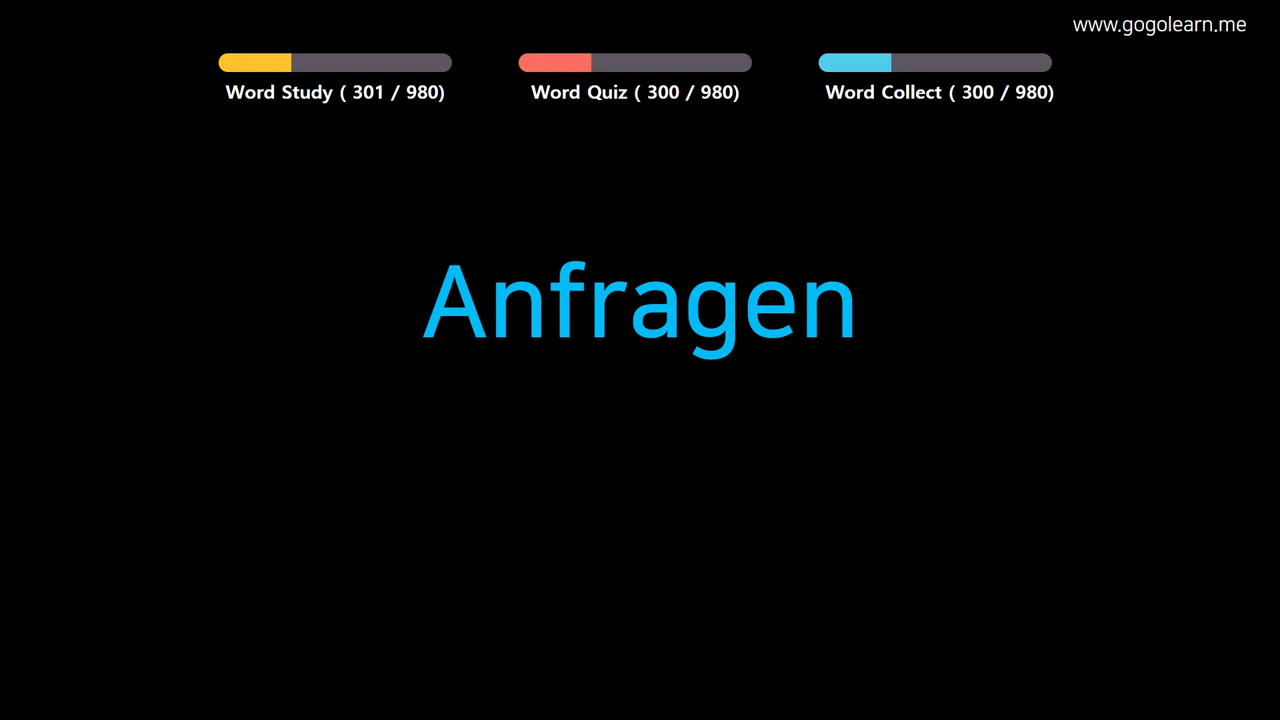 www.gogolearn.me
Word Study ( 301 / 980)
Word Quiz ( 300 / 980)
Word Collect ( 300 / 980)
Anfragen